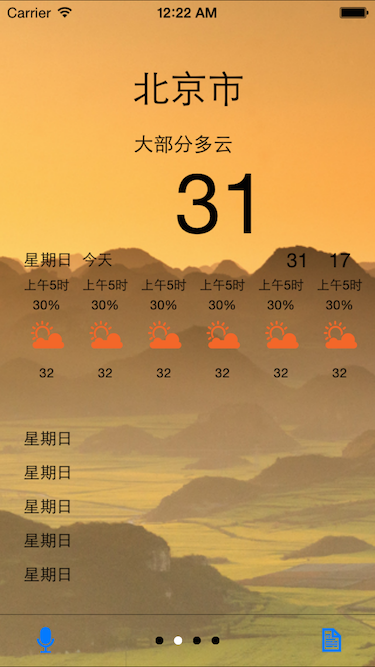 Carrier 12:22 AM
北京市
大部分多云
31
星期日 今天 31 17
上午5时 上午5时 上午5时 上午5时 上午5时 上午5时
30% 30% 30% 30% 30% 30%
32 32 32 32 32 32
星期日
星期日
星期日
星期日
星期日